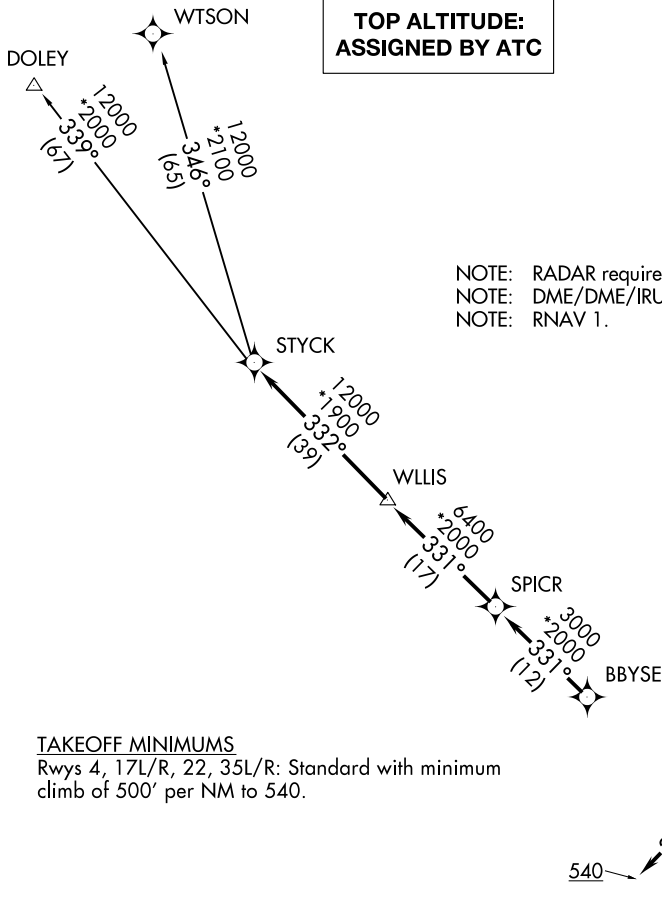 TOP ALTITUDE:
ASSIGNED BY ATC
WTSON
DOLEY
12000
*2000
339°
(67)
12000
*2100
346°
(65)
NOTE: RADAR require
NOTE: DME/DME/IRU
NOTE: RNAV 1.
STYCK
12000
*1900
332°
(39)
WLLIS
6400
*2000
331°
(17)
SPICR
3000
*2000
331°
(12)
BBYSE
TAKEOFF MINIMUMS
Rwys 4, 17L/R, 22, 35L/R: Standard with minimum
climb of 500' per NM to 540.
540